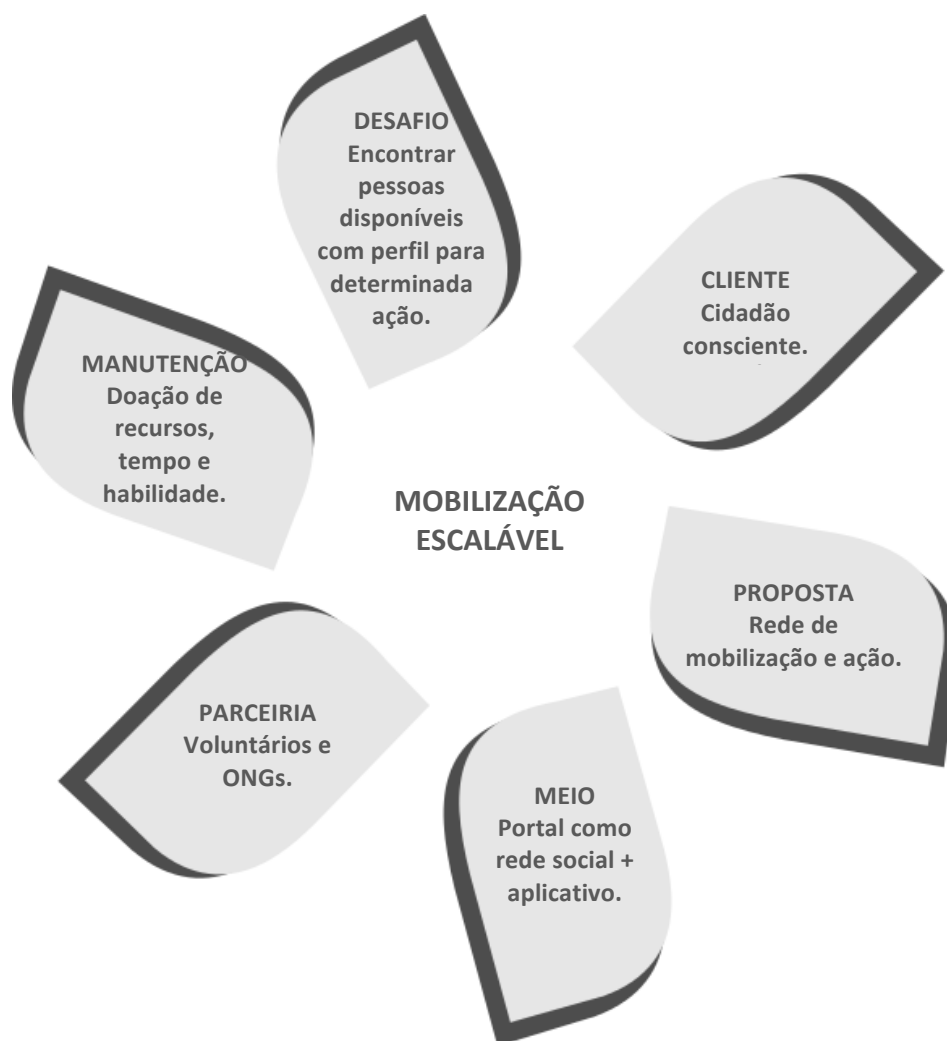 DESAFIO
Encontrar
pessoas
disponíveis
com perfil para
determinada
ação.
CLIENTE
Cidadão
consciente.
PROPOSTA
Rede de
mobilização e ação.
MEIO
Portal como
rede social +
aplicativo.
PARCEIRIA
Voluntários e
ONGs.
MANUTENÇÃO
Doação de
recursos,
tempo e
habilidade.
MOBILIZAÇÃO
ESCALÁVEL